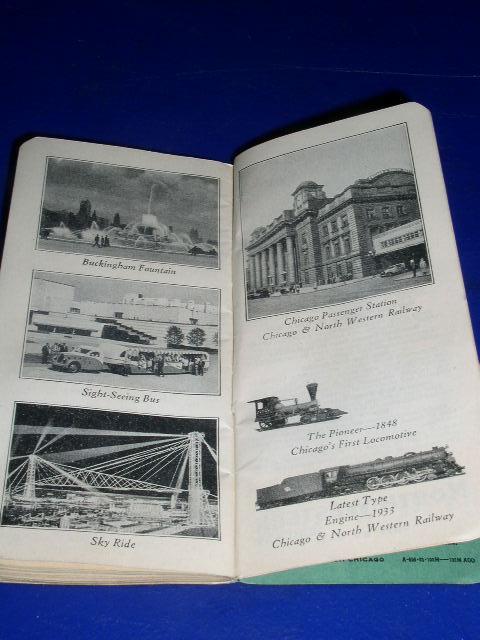 Buckingham Fountain
Sight-Seeing Bus
Sky Ride
Chicago Passenger Station
Chicago & North Western Railway
The Pioneer—1848
Chicago's First Locomotive
Latest Type
Engine—1933
Chicago & North Western Railway
CHICAGO